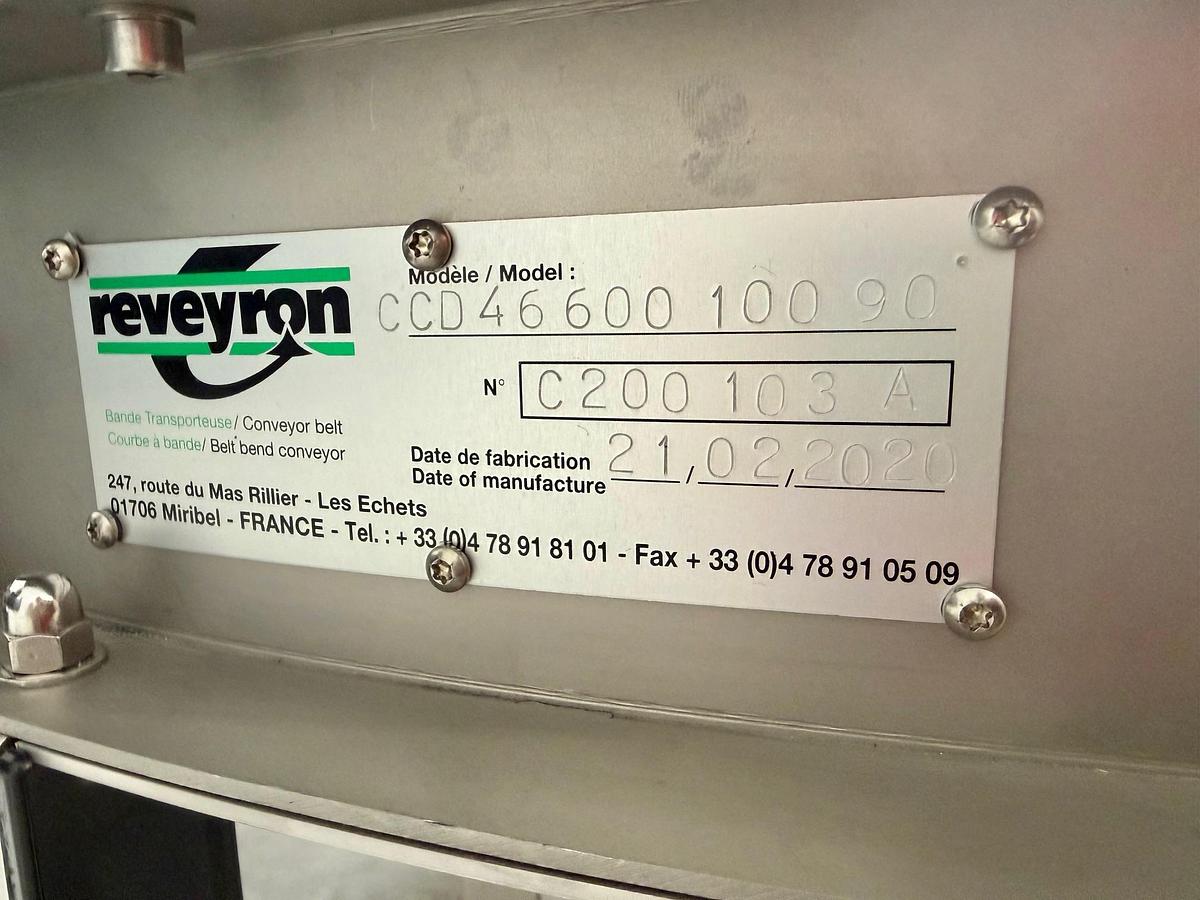 reveyron
Bande Transporteuse/ Conveyor belt
Courbe à bande/ Belt bend conveyor
Modèle / Model :
CCD 46 600 100 90
N° C200 103 A
Date de fabrication 21/02/2020
Date of manufacture
247, route du Mas Rillier - Les Echets
01706 Miribel - FRANCE - Tel. : + 33 (0)4 78 91 81 01 - Fax + 33 (0)4 78 91 05 09